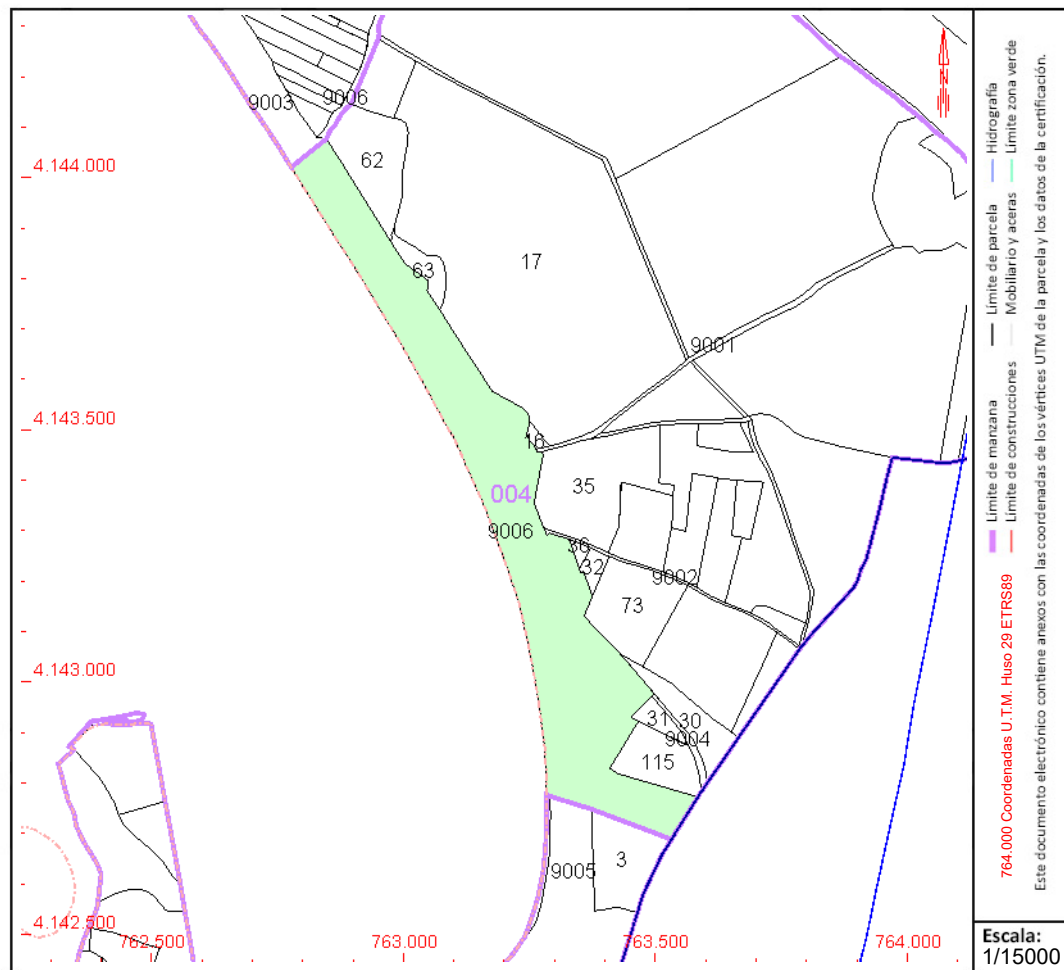 9003
9006
4.144.000
62
17
63
9001
4.143.500
16
004
35
9006
36
32
9002
73
4.143.000
31
30
9004
115
9005
3
4.142.500
762.500
763.000
763.500
764.000
N
Límite de manzana
Límite de parcela
Hidrografía
Límite de construcciones
Mobiliario y aceras
Límite zona verde
764.000 Coordenadas U.T.M. Huso 29 ETRS89
Este documento electrónico contiene anexos con las coordenadas de los vértices UTM de la parcela y los datos de la certificación.
Escala:
1/15000